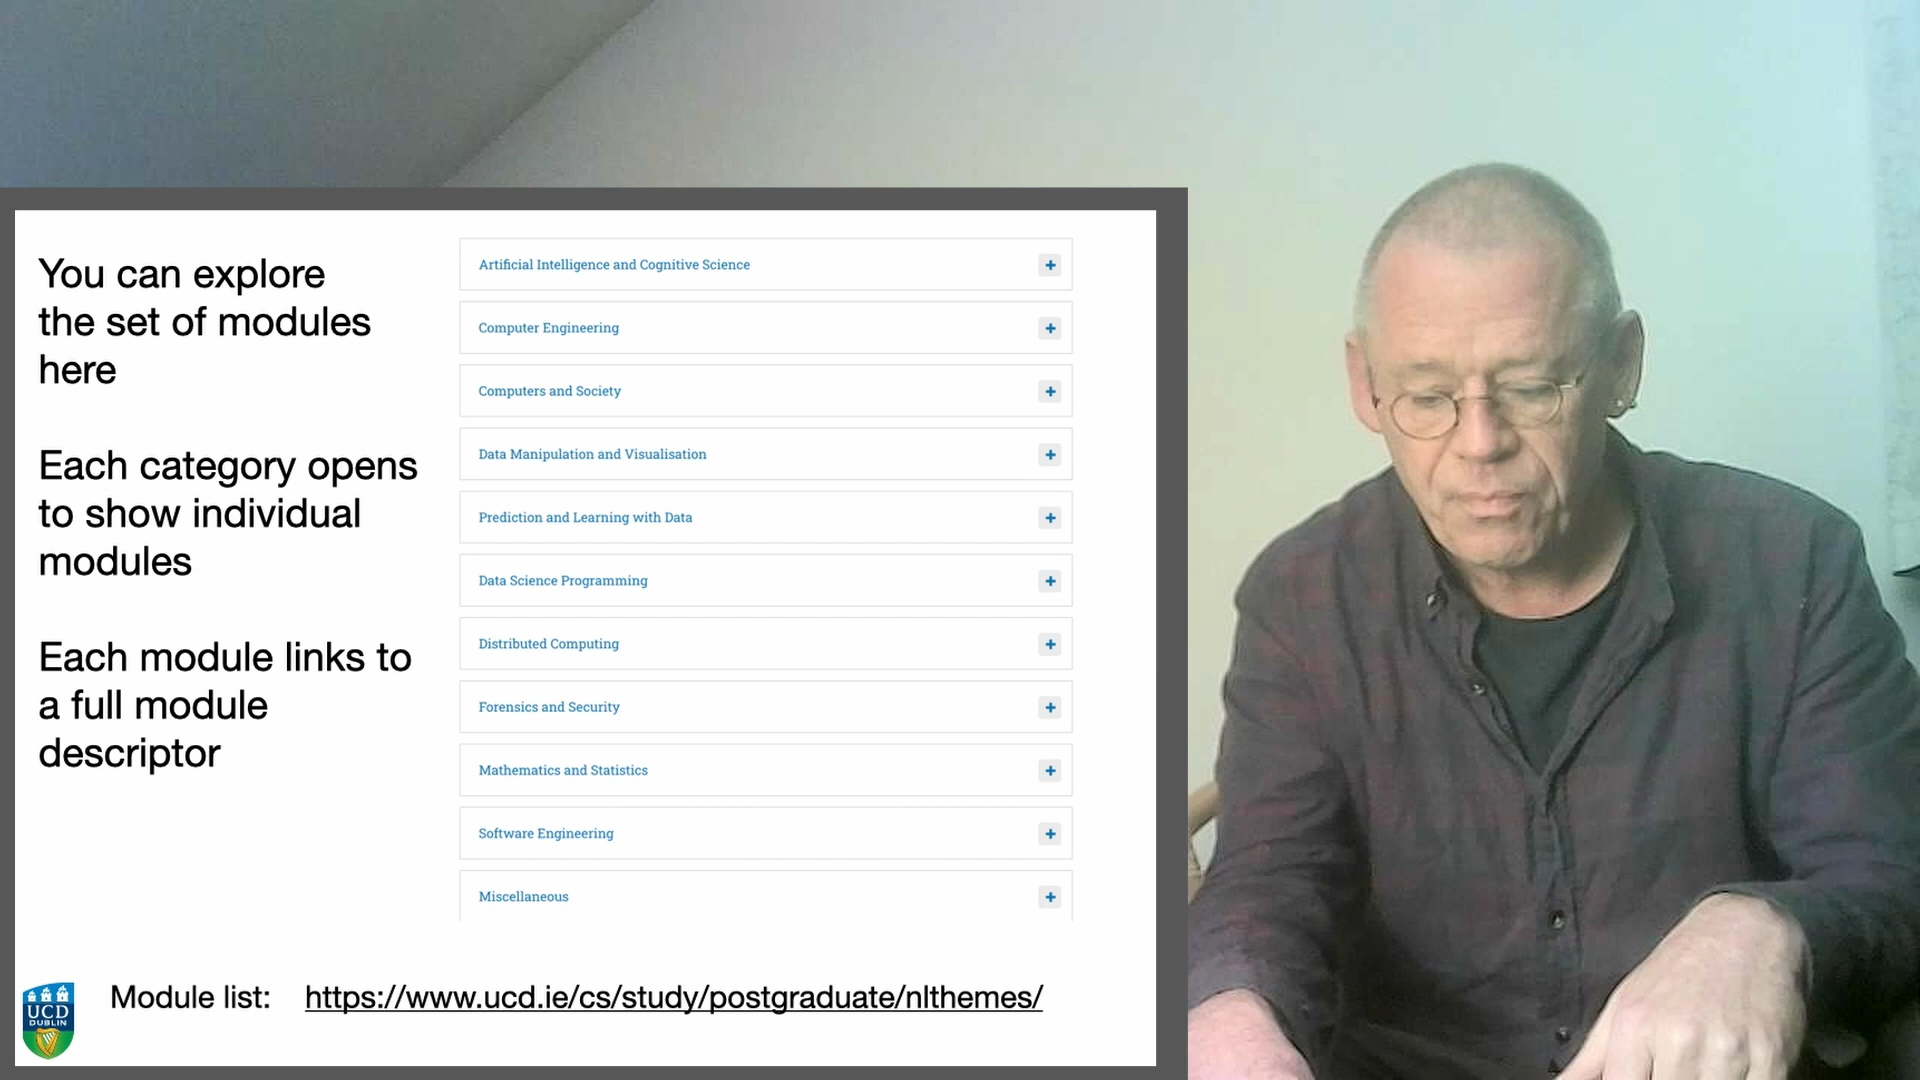 You can explore
the set of modules
here
Each category opens
to show individual
modules
Each module links to
a full module
descriptor
Artificial Intelligence and Cognitive Science
Computer Engineering
Computers and Society
Data Manipulation and Visualisation
Prediction and Learning with Data
Data Science Programming
Distributed Computing
Forensics and Security
Mathematics and Statistics
Software Engineering
Miscellaneous
UCD
DUBLIN
Module list: https://www.ucd.ie/cs/study/postgraduate/nlthemes/